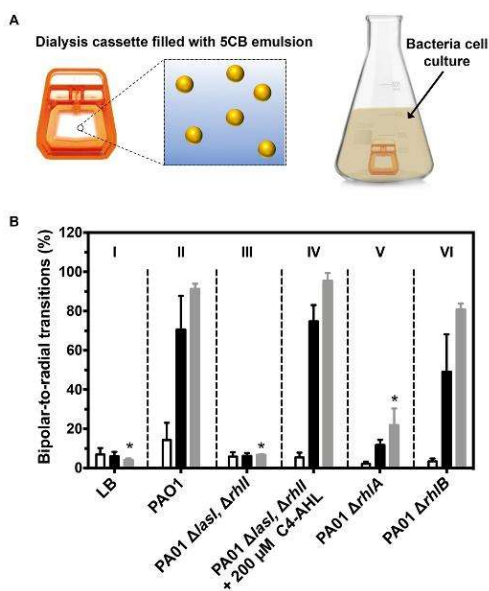 A
Dialysis cassette filled with 5CB emulsion
Bacteria cell
culture
B
Bipolar-to-radial transitions (%)
120
100
80
60
40
20
0
I
II
III
IV
V
VI
*
*
*
LB
PAO1
PA01 ΔlasI, ΔrhlI
PA01 ΔlasI, ΔrhlI
+ 200 µM C4-AHL
PA01 ΔrhlA
PA01 ΔrhlB